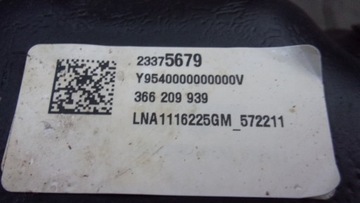 23375679
Y9540000000000V
366 209 939
LNA1116225GM_572211